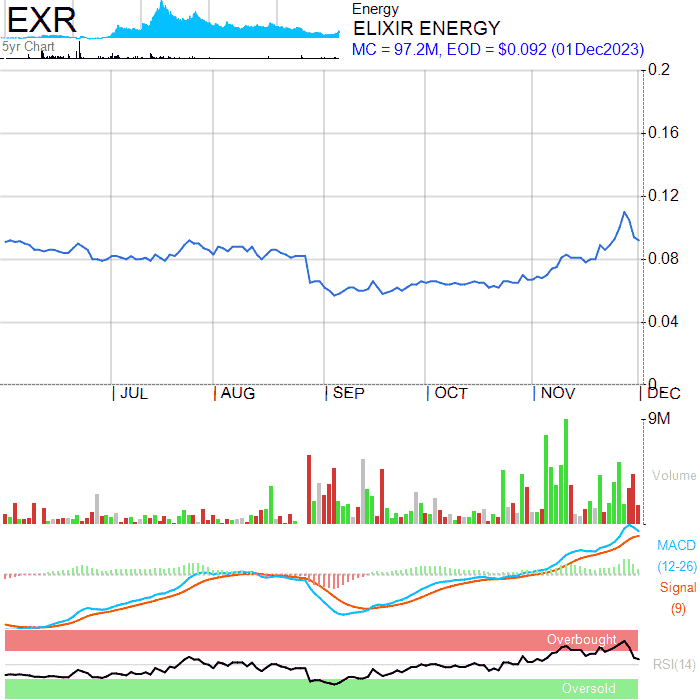 EXR
5yr Chart
Energy
ELIXIR ENERGY
MC = 97.2M, EOD = $0.092 (01Dec2023)
0.2
0.16
0.12
0.08
0.04
0
JUL AUG SEP OCT NOV DEC
9M
Volume
MACD
(12-26)
Signal
(9)
Overbought
RSI(14)
Oversold